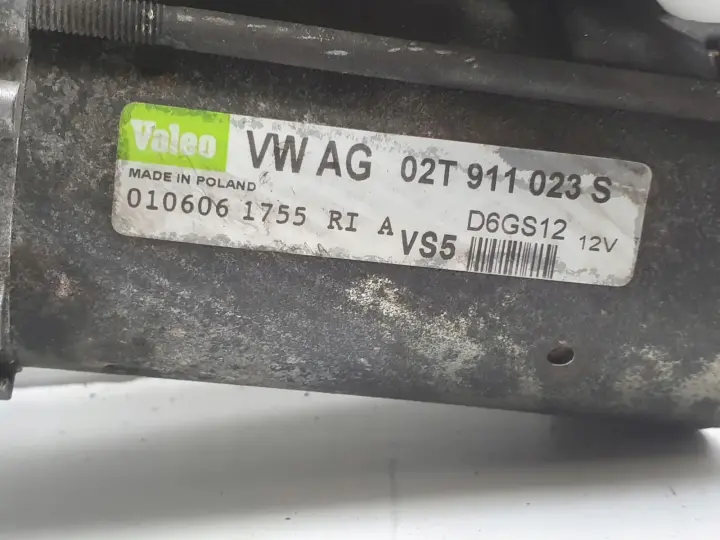 Valeo VW AG 02T 911 023 S
MADE IN POLAND
010606 1755 RI A VS5 D6GS12 12V